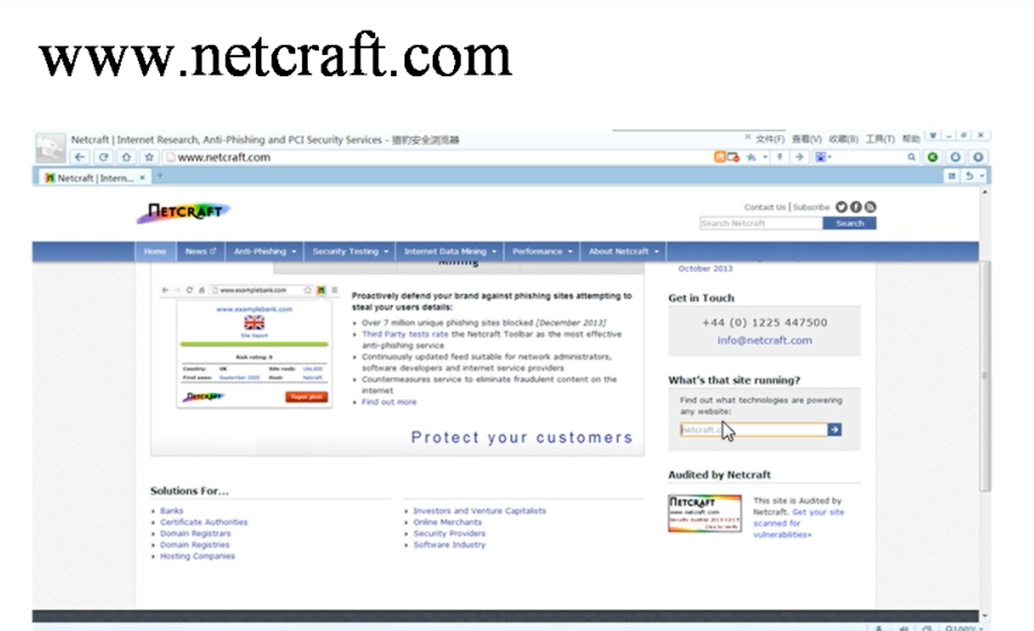 www.netcraft.com
Netcraft | Internet Research, Anti-Phishing and PCI Security Services - 猎豹安全浏览器
文件(F) 查看(V) 收藏(B) 工具(T) 帮助
www.netcraft.com
Netcraft | Intern...
NETCRAFT
Contact Us | Subscribe
Search Netcraft Search
Home News Anti-Phishing Security Testing Internet Data Mining Performance About Netcraft
Mining
October 2013
www.examplebank.com
www.examplebank.com
Site Report
Risk rating: 0
Country: UK Site rank:
First seen: September 2000 Host: Netcraft
NETCRAFT Report phish
Proactively defend your brand against phishing sites attempting to
steal your users details:
Over 7 million unique phishing sites blocked [December 2013]
Third Party tests rate the Netcraft Toolbar as the most effective
anti-phishing service
Continuously updated feed suitable for network administrators,
software developers and internet service providers
Countermeasures service to eliminate fraudulent content on the
internet
Find out more
Protect your customers
Get in Touch
+44 (0) 1225 447500
info@netcraft.com
What's that site running?
Find out what technologies are powering
any website:
netcraft.c
Audited by Netcraft
NETCRAFT
www.netcraft.com
This site is Audited by
Netcraft. Get your site
scanned for
vulnerabilities»
Solutions For...
Banks
Certificate Authorities
Domain Registrars
Domain Registries
Hosting Companies
Investors and Venture Capitalists
Online Merchants
Security Providers
Software Industry
100%